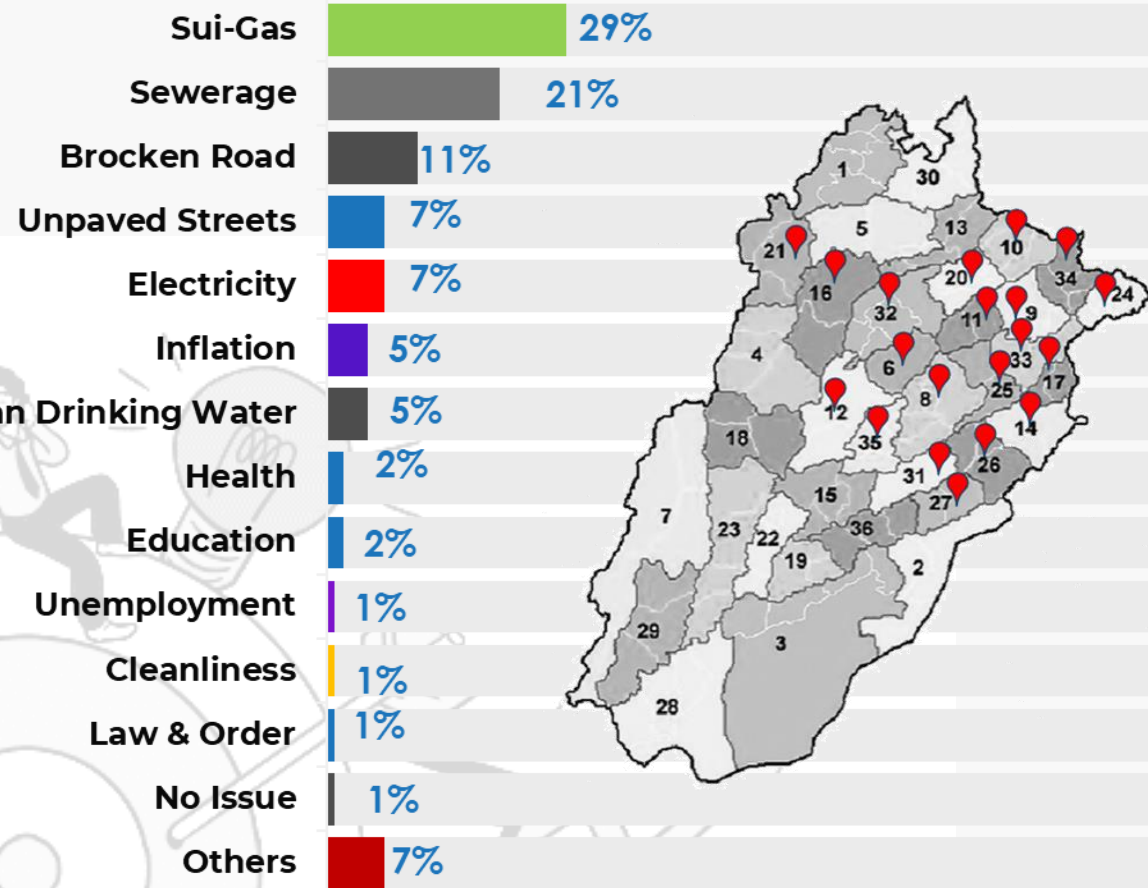 Sui-Gas 29%
Sewerage 21%
Brocken Road 11%
Unpaved Streets 7%
Electricity 7%
Inflation 5%
an Drinking Water 5%
Health 2%
Education 2%
Unemployment 1%
Cleanliness 1%
Law & Order 1%
No Issue 1%
Others 7%
1
30
5
13
10
21
20
34
16
24
32
11
9
4
6
33
25
17
8
12
14
18
35
26
31
15
27
7
23
36
22
19
2
29
3
28